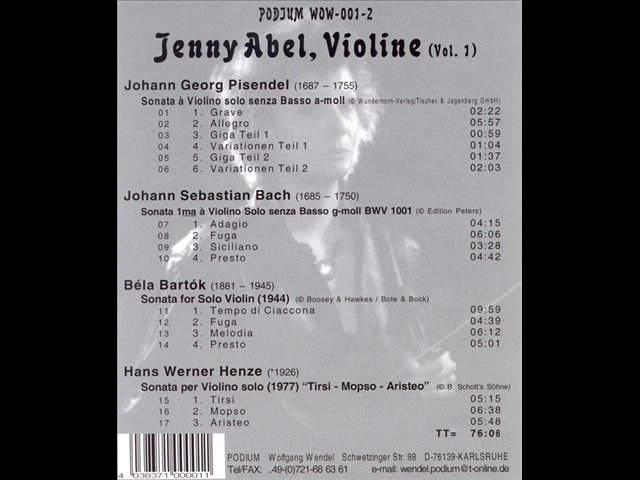 PODIUM WOW-001-2
Jenny Abel, Violine (Vol. 1)
Johann Georg Pisendel (1687 – 1755)
Sonata à Violino solo senza Basso a-moll (© Wunderhorn-Verlag/Tischer & Jagenberg GmbH)
01 1. Grave 02:22
02 2. Allegro 05:57
03 3. Giga Teil 1 00:59
04 4. Variationen Teil 1 01:04
05 5. Giga Teil 2 01:37
06 6. Variationen Teil 2 02:03
Johann Sebastian Bach (1685 – 1750)
Sonata 1ma à Violino Solo senza Basso g-moll BWV 1001 (© Edition Peters)
07 1. Adagio 04:15
08 2. Fuga 06:06
09 3. Siciliano 03:28
10 4. Presto 04:42
Béla Bartók (1881 – 1945)
Sonata for Solo Violin (1944) (© Boosey & Hawkes / Bote & Bock)
11 1. Tempo di Ciaccona 09:59
12 2. Fuga 04:39
13 3. Melodia 06:12
14 4. Presto 05:01
Hans Werner Henze (*1926)
Sonata per Violino solo (1977) “Tirsi - Mopso - Aristeo” (© B. Schott's Söhne)
15 1. Tirsi 05:15
16 2. Mopso 06:38
17 3. Aristeo 05:48
TT= 76:06
PODIUM Wolfgang Wendel Schwetzinger Str. 98 D-76139-KARLSRUHE
Tel/FAX: ..49-(0)721-68 63 61 e-mail: wendel.podium@t-online.de
4 038371 000011